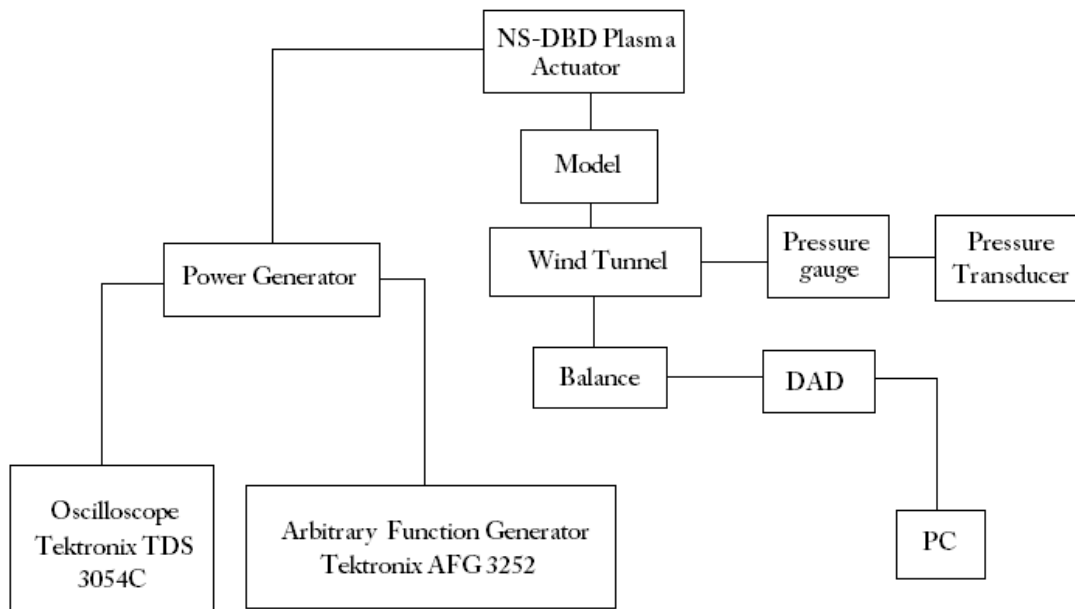 NS-DBD Plasma
Actuator
Model
Wind Tunnel
Pressure
gauge
Pressure
Transducer
Power Generator
Balance
DAD
Oscilloscope
Tektronix TDS
3054C
Arbitrary Function Generator
Tektronix AFG 3252
PC